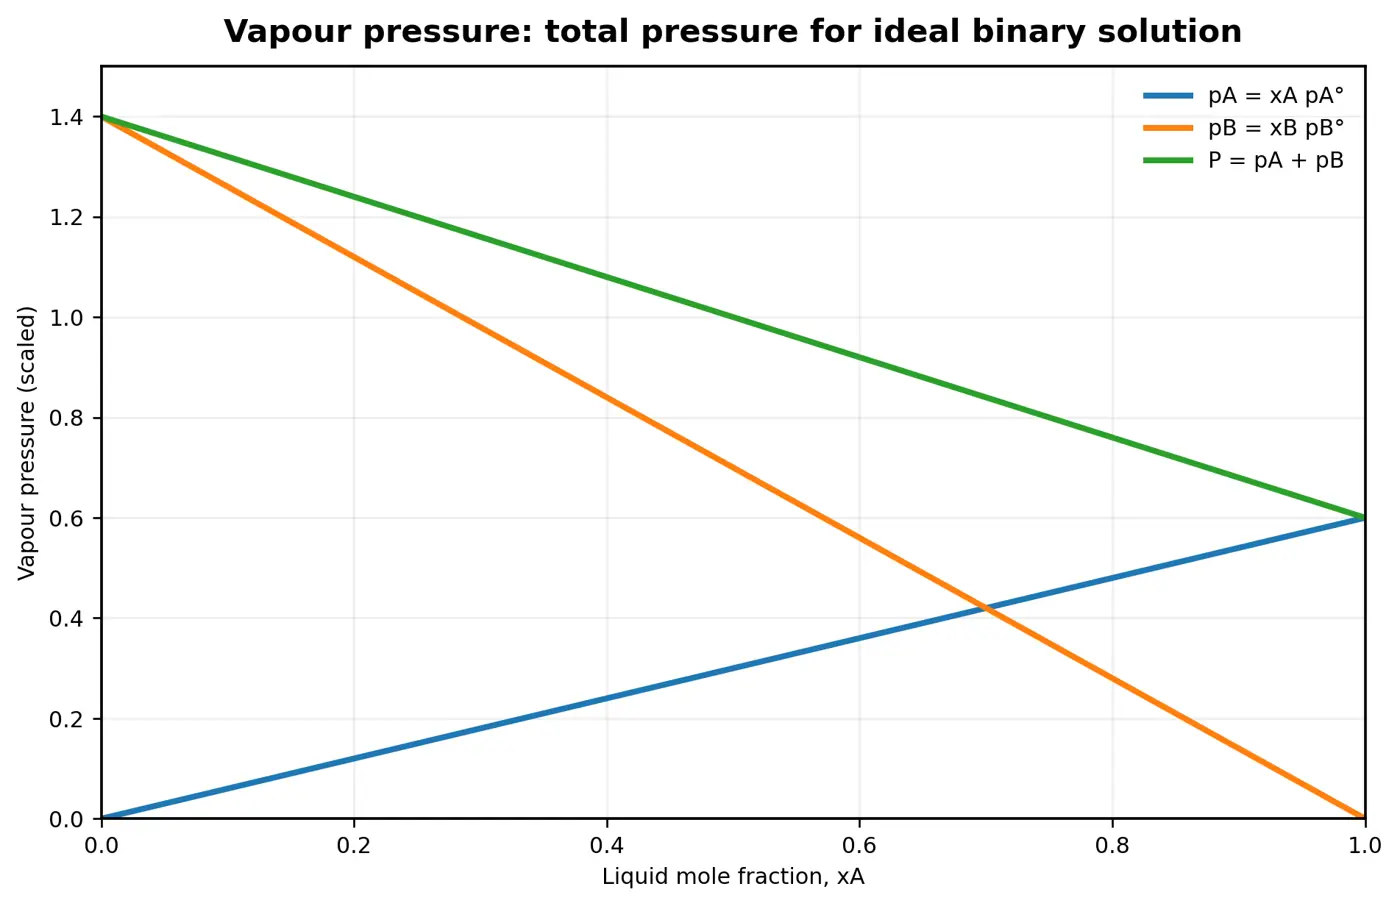 Vapour pressure: total pressure for ideal binary solution
pA = xA pA°
pB = xB pB°
P = pA + pB
Vapour pressure (scaled)
1.4
1.2
1.0
0.8
0.6
0.4
0.2
0.0
0.0 0.2 0.4 0.6 0.8 1.0
Liquid mole fraction, xA